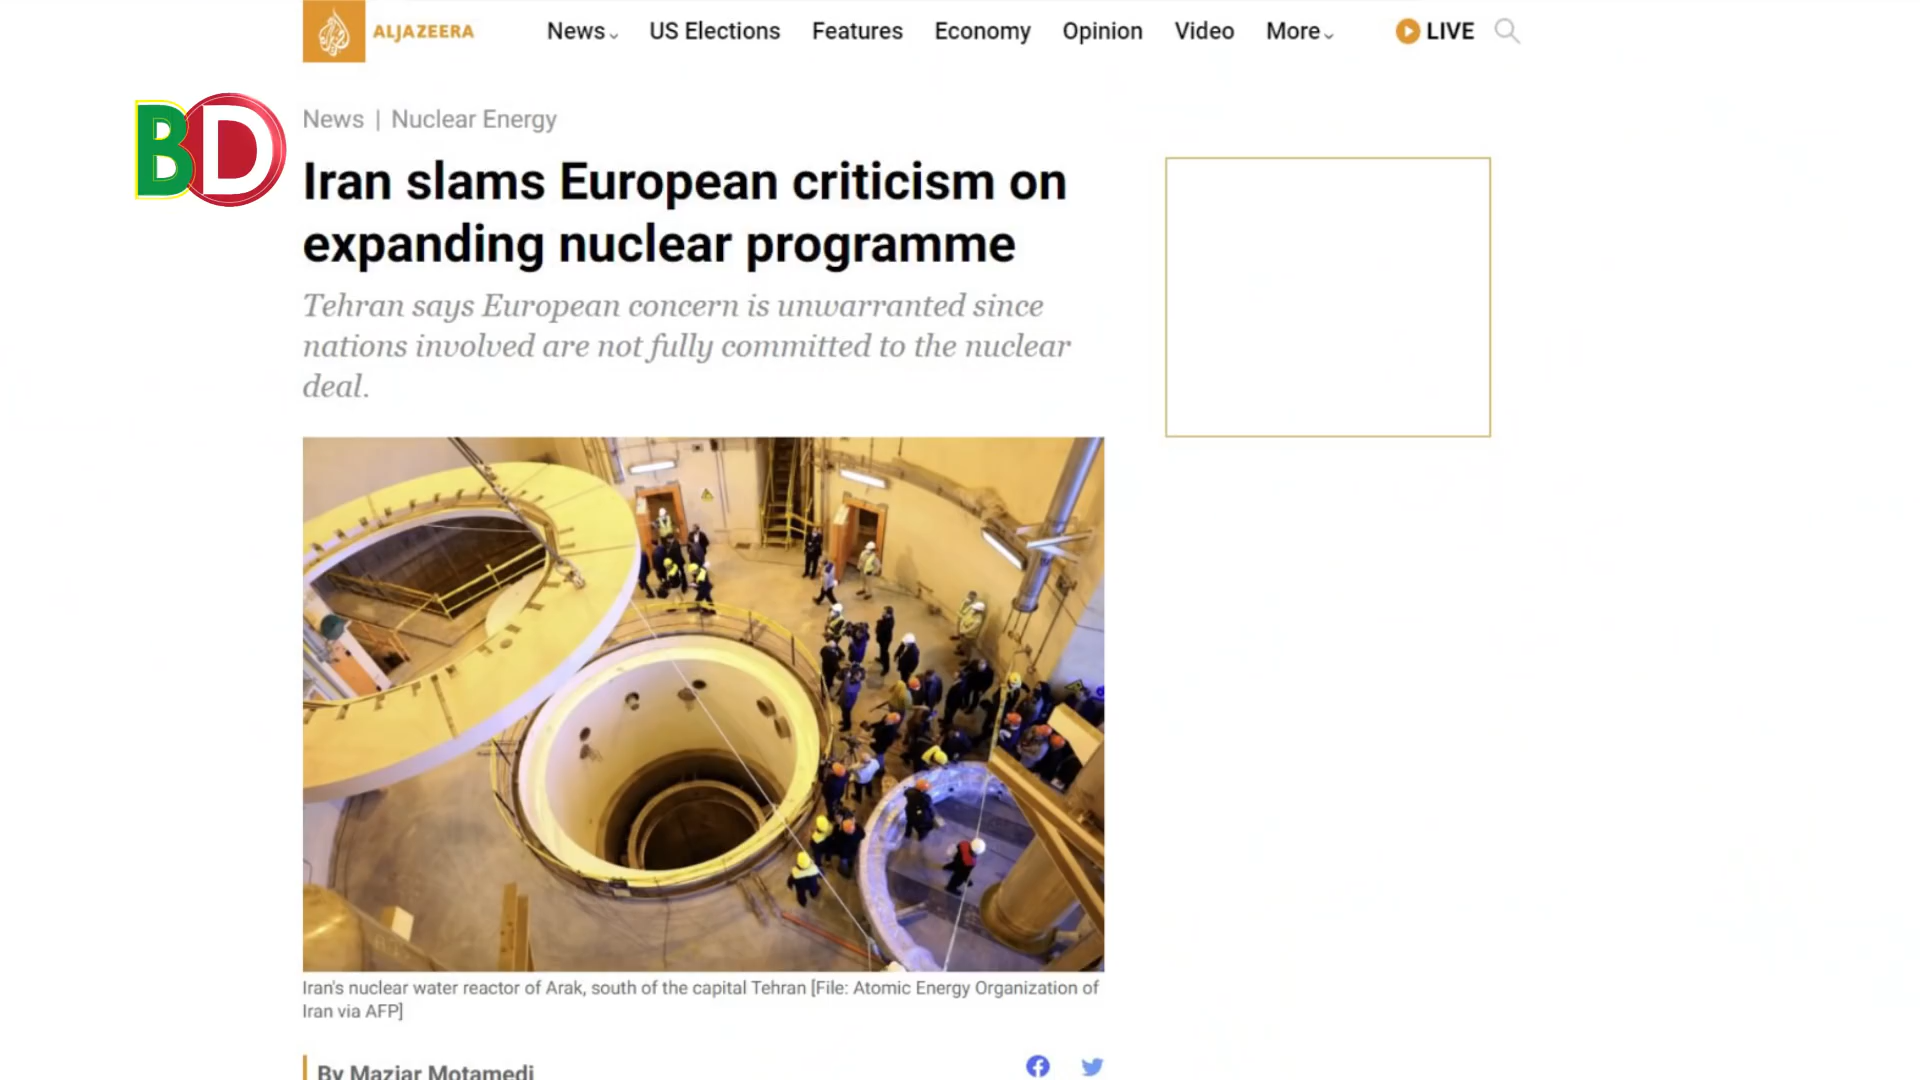 ALJAZEERA
News US Elections Features Economy Opinion Video More LIVE
BD
News | Nuclear Energy
Iran slams European criticism on
expanding nuclear programme
Tehran says European concern is unwarranted since
nations involved are not fully committed to the nuclear
deal.
Iran's nuclear water reactor of Arak, south of the capital Tehran [File: Atomic Energy Organization of
Iran via AFP]
By Maziar Motamedi